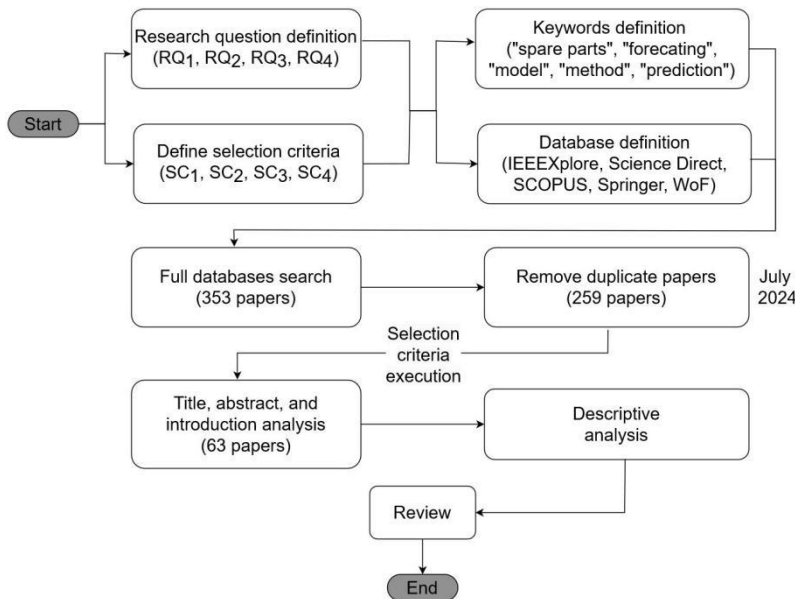 Research question definition
(RQ1, RQ2, RQ3, RQ4)
Keywords definition
("spare parts", "forecating",
"model", "method", "prediction")
Start
Define selection criteria
(SC1, SC2, SC3, SC4)
Database definition
(IEEEXplore, Science Direct,
SCOPUS, Springer, WoF)
Full databases search
(353 papers)
Remove duplicate papers
(259 papers)
July
2024
Selection
criteria
execution
Title, abstract, and
introduction analysis
(63 papers)
Descriptive
analysis
Review
End